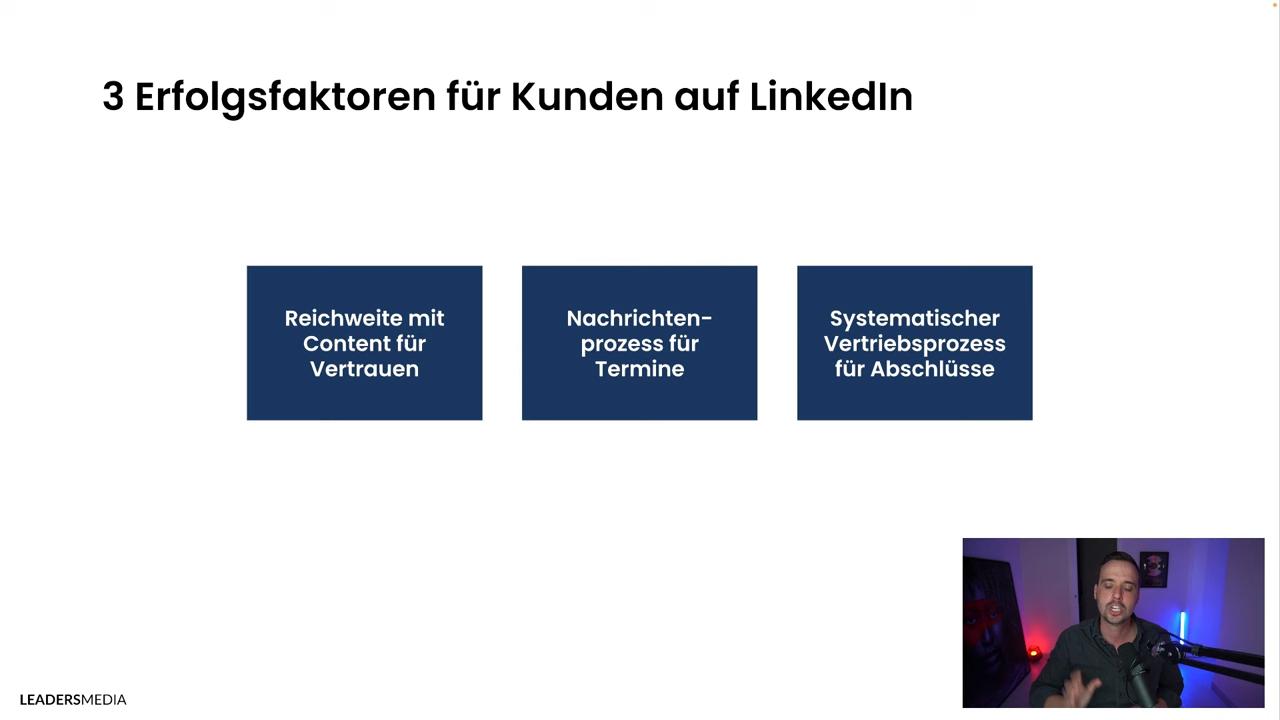 3 Erfolgsfaktoren für Kunden auf LinkedIn
Reichweite mit
Content für
Vertrauen
Nachrichten-
prozess für
Termine
Systematischer
Vertriebsprozess
für Abschlüsse
LEADERSMEDIA